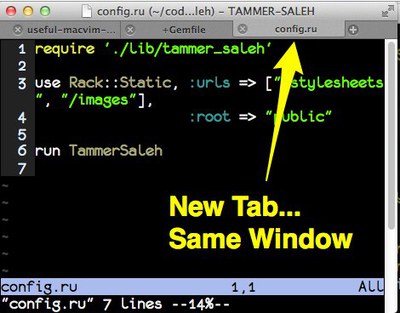 config.ru (~/cod...leh) – TAMMER-SALEH
useful-macvim-... +Gemfile config.ru
1 require './lib/tammer_saleh'
2
3 use Rack::Static, :urls => ["/stylesheets
", "/images"],
4 :root => "public"
5
6 run TammerSaleh
7
~
~
~
~
~
~
New Tab...
Same Window
config.ru 1,1 All
"config.ru" 7 lines --14%--